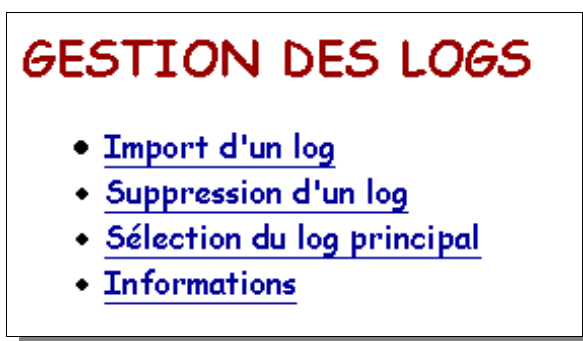 GESTION DES LOGS
Import d'un log
Suppression d'un log
Sélection du log principal
Informations